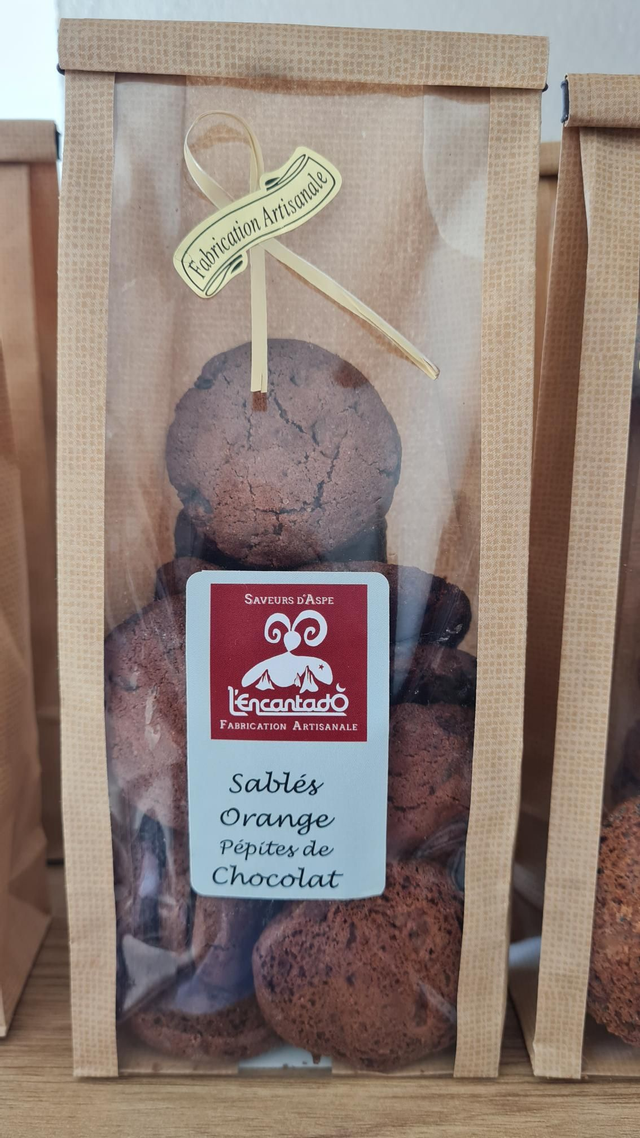 Fabrication Artisanale
SAVEURS D'ASPE
L'EncantadÒ
FABRICATION ARTISANALE
Sablés
Orange
Pépites de
Chocolat